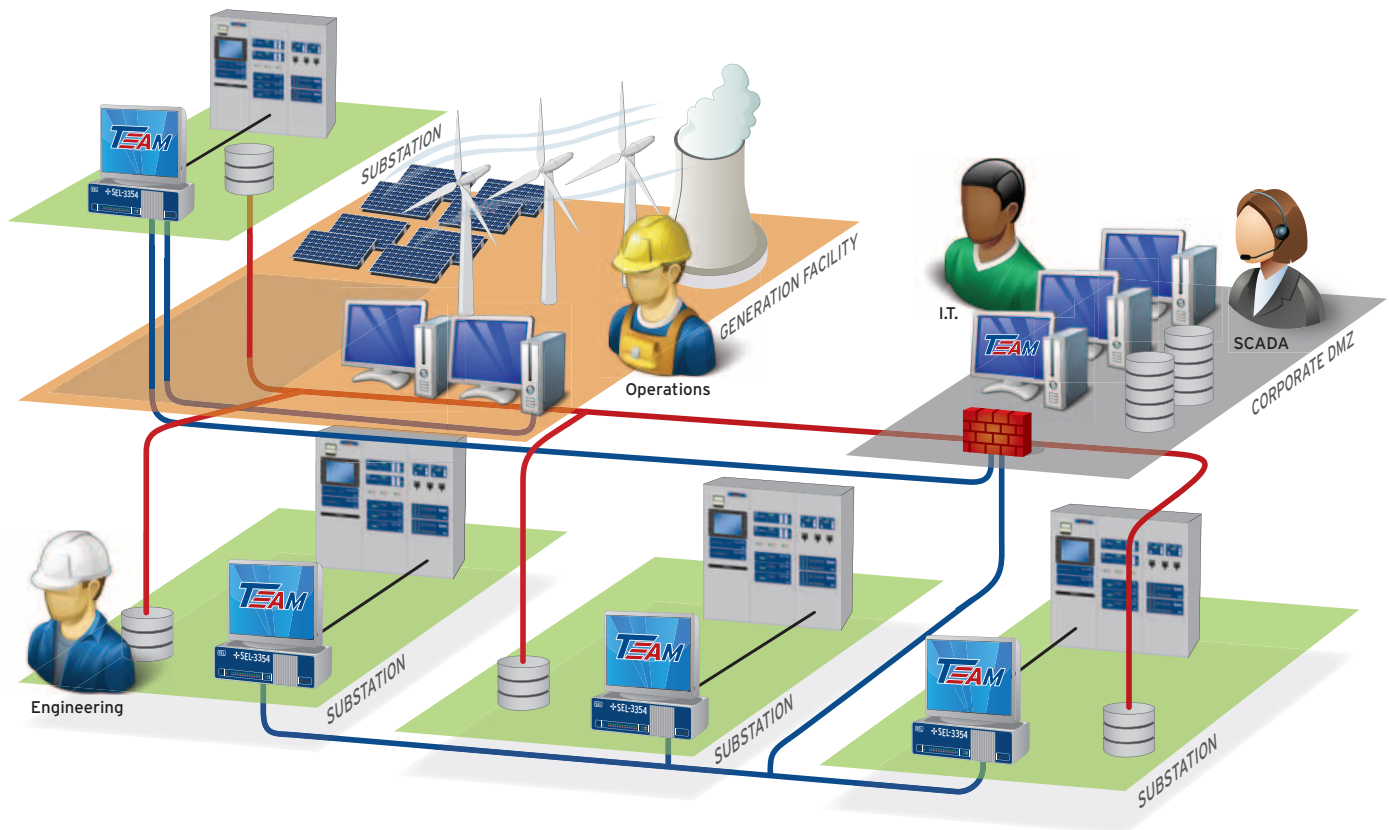 TEAM
SEL-3354
SUBSTATION
GENERATION FACILITY
Operations
I.T.
TEAM
SCADA
CORPORATE DMZ
Engineering
TEAM
SEL-3354
SUBSTATION
TEAM
SEL-3354
SUBSTATION
TEAM
SEL-3354
SUBSTATION